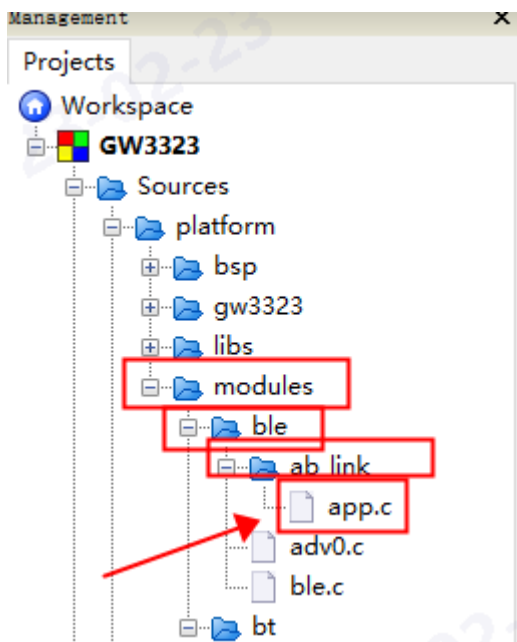 Management X
Projects
Workspace
GW3323
Sources
platform
bsp
gw3323
libs
modules
ble
ab_link
app.c
adv0.c
ble.c
bt